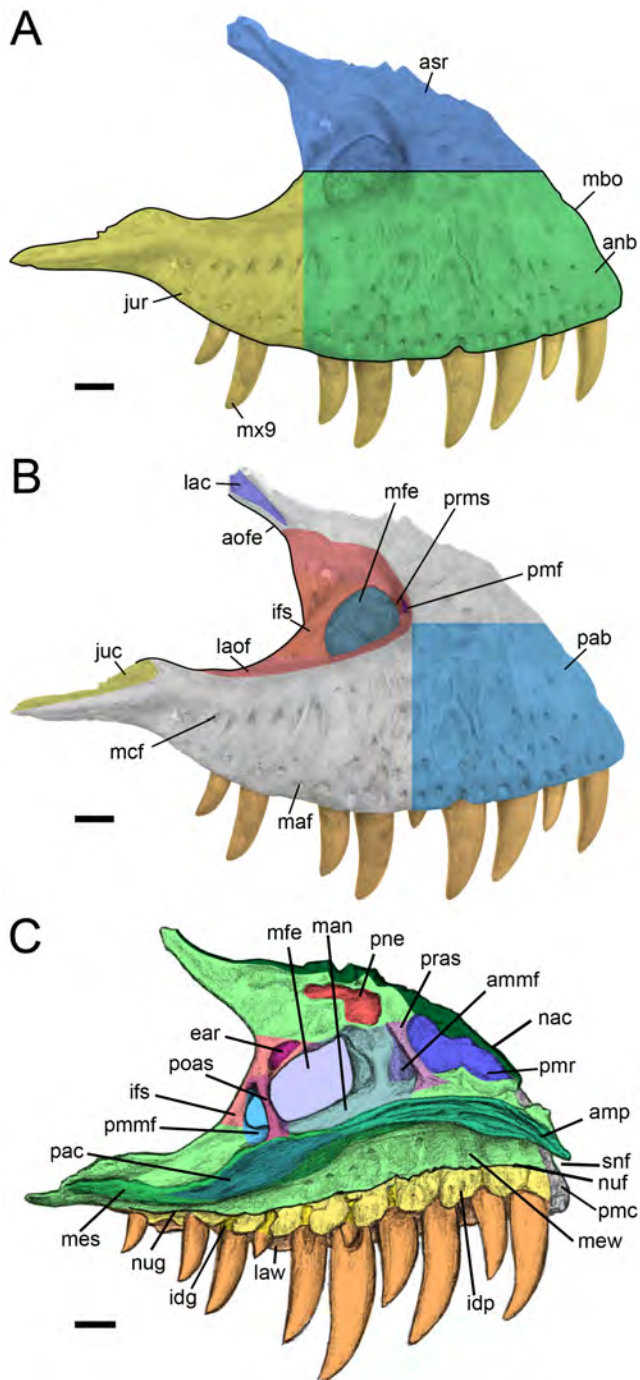 A
asr
mbo
anb
jur
mx9
B
lac
mfe
prms
aofe
pmf
ifs
pab
juc
laof
mcf
maf
C
man
mfe
pne
pras
ammf
nac
ear
poas
pmr
ifs
pmmf
amp
pac
snf
nuf
pmc
mes
mew
nug
law
idg
idp